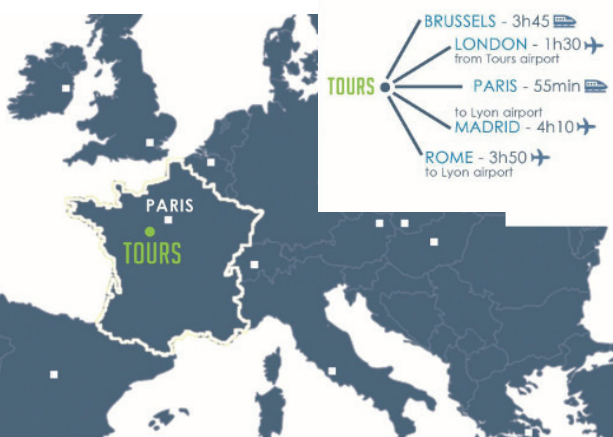 BRUSSELS - 3h45
LONDON - 1h30
from Tours airport
TOURS
PARIS - 55min
to Lyon airport
MADRID - 4h10
ROME - 3h50
to Lyon airport
PARIS
TOURS